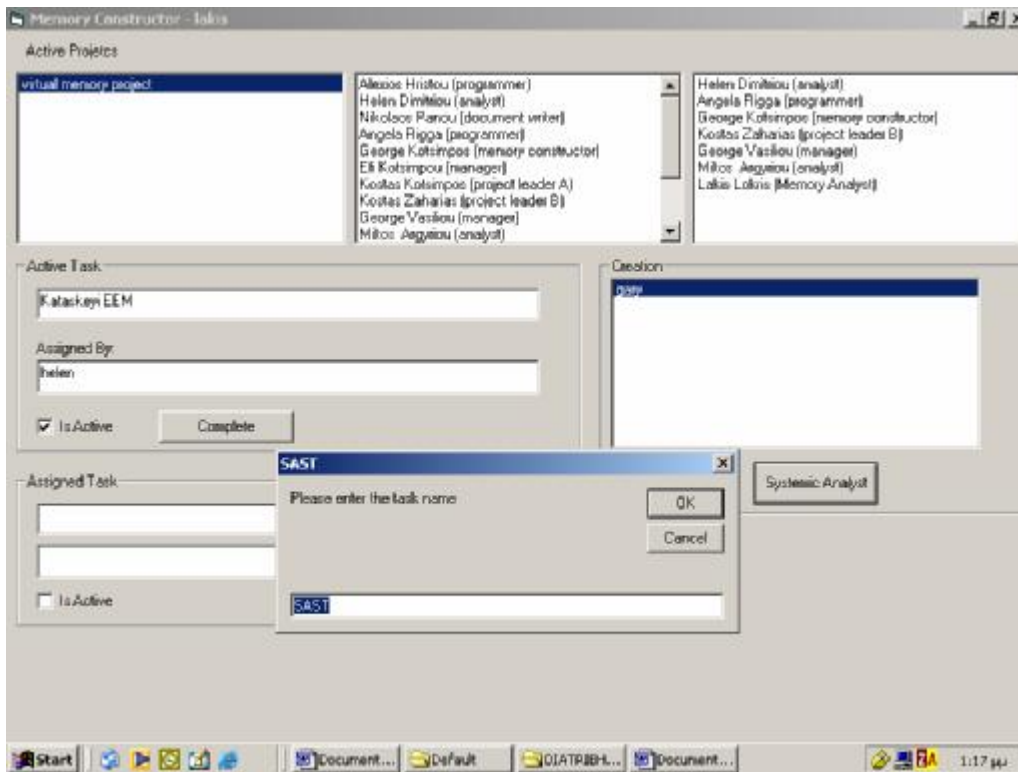 Memory Constructor - lakis
Active Projetcs
virtual memory project
Alexios Hristou (programmer)
Helen Dimitriou (analyst)
Nikolaos Panou (document writer)
Angela Rigga (programmer)
George Kotsimpos (memory constructor)
Efi Kotsimpou (manager)
Kostas Kotsimpos (project leader A)
Kostas Zaharias (project leader B)
George Vasiliou (manager)
Mitos Argyriou (analyst)
Helen Dimitriou (analyst)
Angela Rigga (programmer)
George Kotsimpos (memory constructor)
Kostas Zaharias (project leader B)
George Vasiliou (manager)
Mitos Argyriou (analyst)
Lakis (Memory Analyst)
Active Task
Kataskeyi EEM
Assigned By:
helen
Is Active
Complete
Creation
gary
Systemic Analyst
Assigned Task
Is Active
SAST
Please enter the task name
OK
Cancel
SAST
Start
Document...
Default
Document...
1:17 μμ